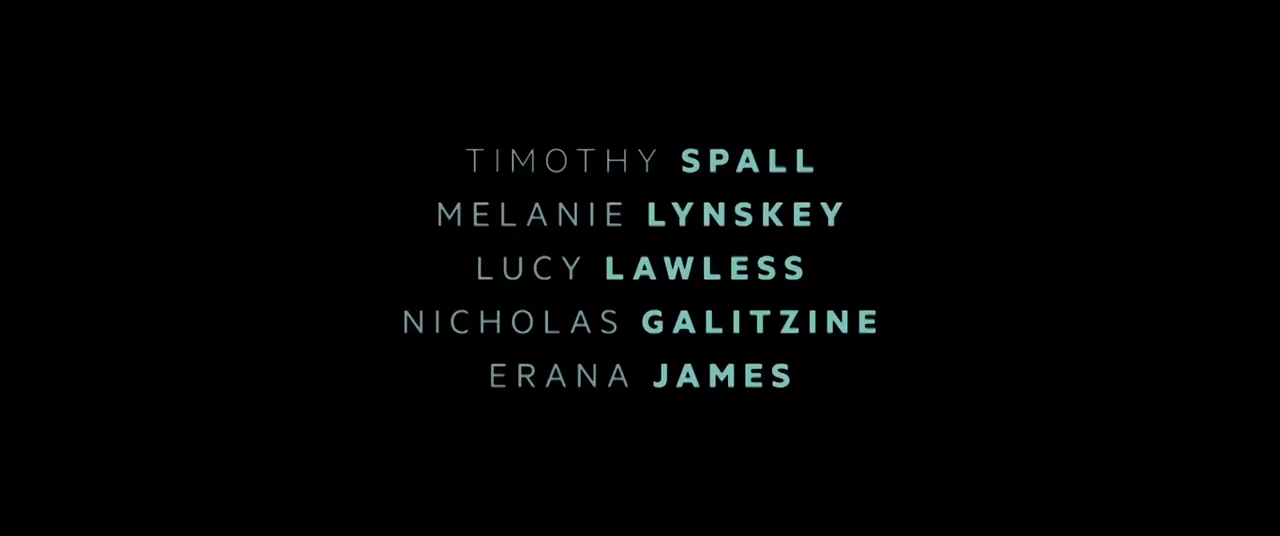 TIMOTHY SPALL
MELANIE LYNSKEY
LUCY LAWLESS
NICHOLAS GALITZINE
ERANA JAMES